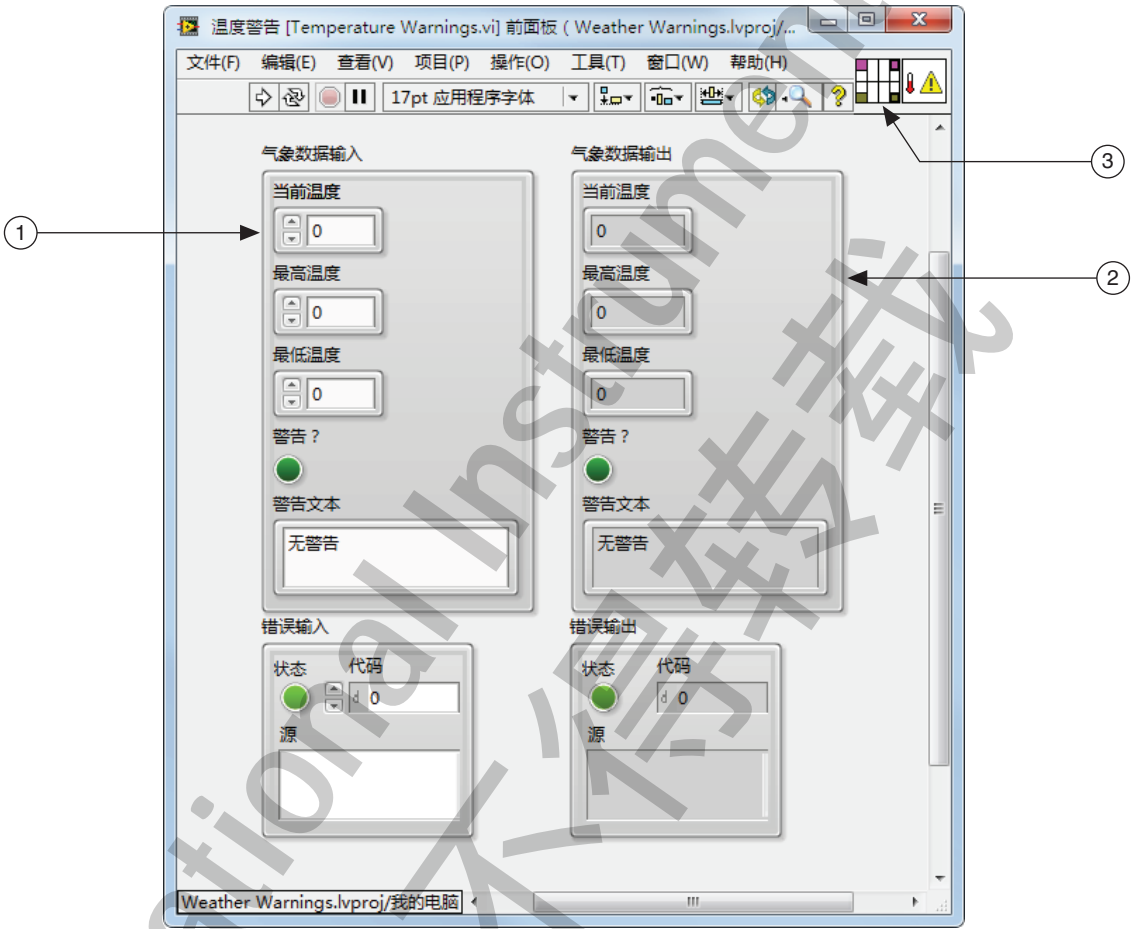 温度警告 [Temperature Warnings.vi] 前面板 ( Weather Warnings.lvproj/...
文件(F) 编辑(E) 查看(V) 项目(P) 操作(O) 工具(T) 窗口(W) 帮助(H)
17pt 应用程序字体
3
气象数据输入
气象数据输出
当前温度
当前温度
1
0
0
最高温度
最高温度
2
0
0
最低温度
最低温度
0
0
警告？
警告？
警告文本
警告文本
无警告
无警告
错误输入
错误输出
状态 代码
状态 代码
d 0
d 0
源
源
Weather Warnings.lvproj/我的电脑
ational Instrument
不得转载